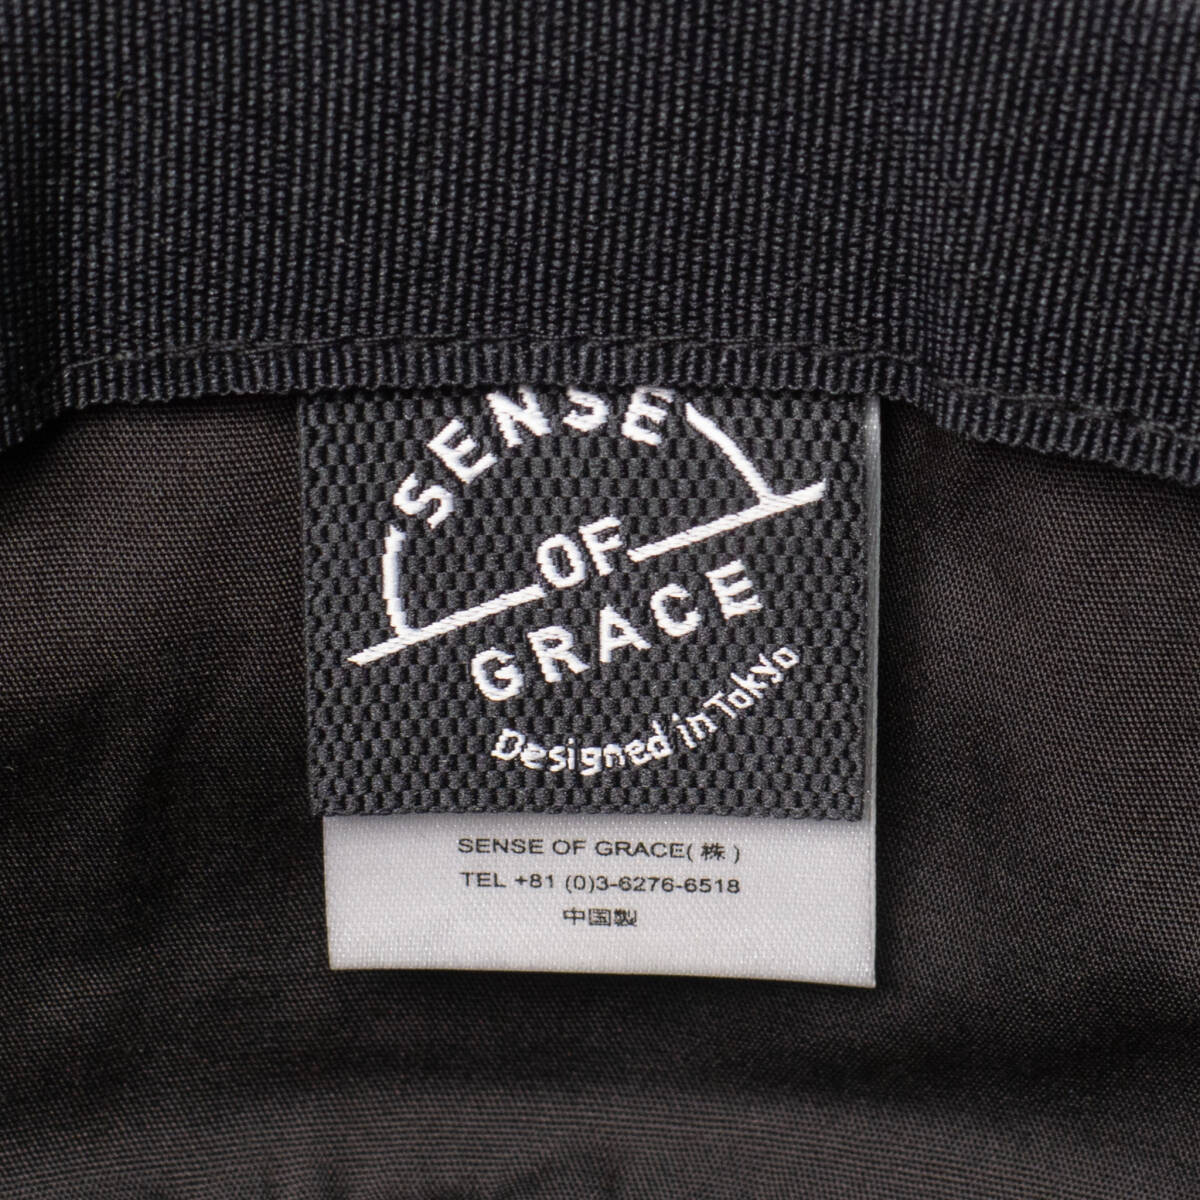 SENSE
OF
GRACE
Designed in Tokyo
SENSE OF GRACE(株)
TEL +81 (0)3-6276-6518
中国製